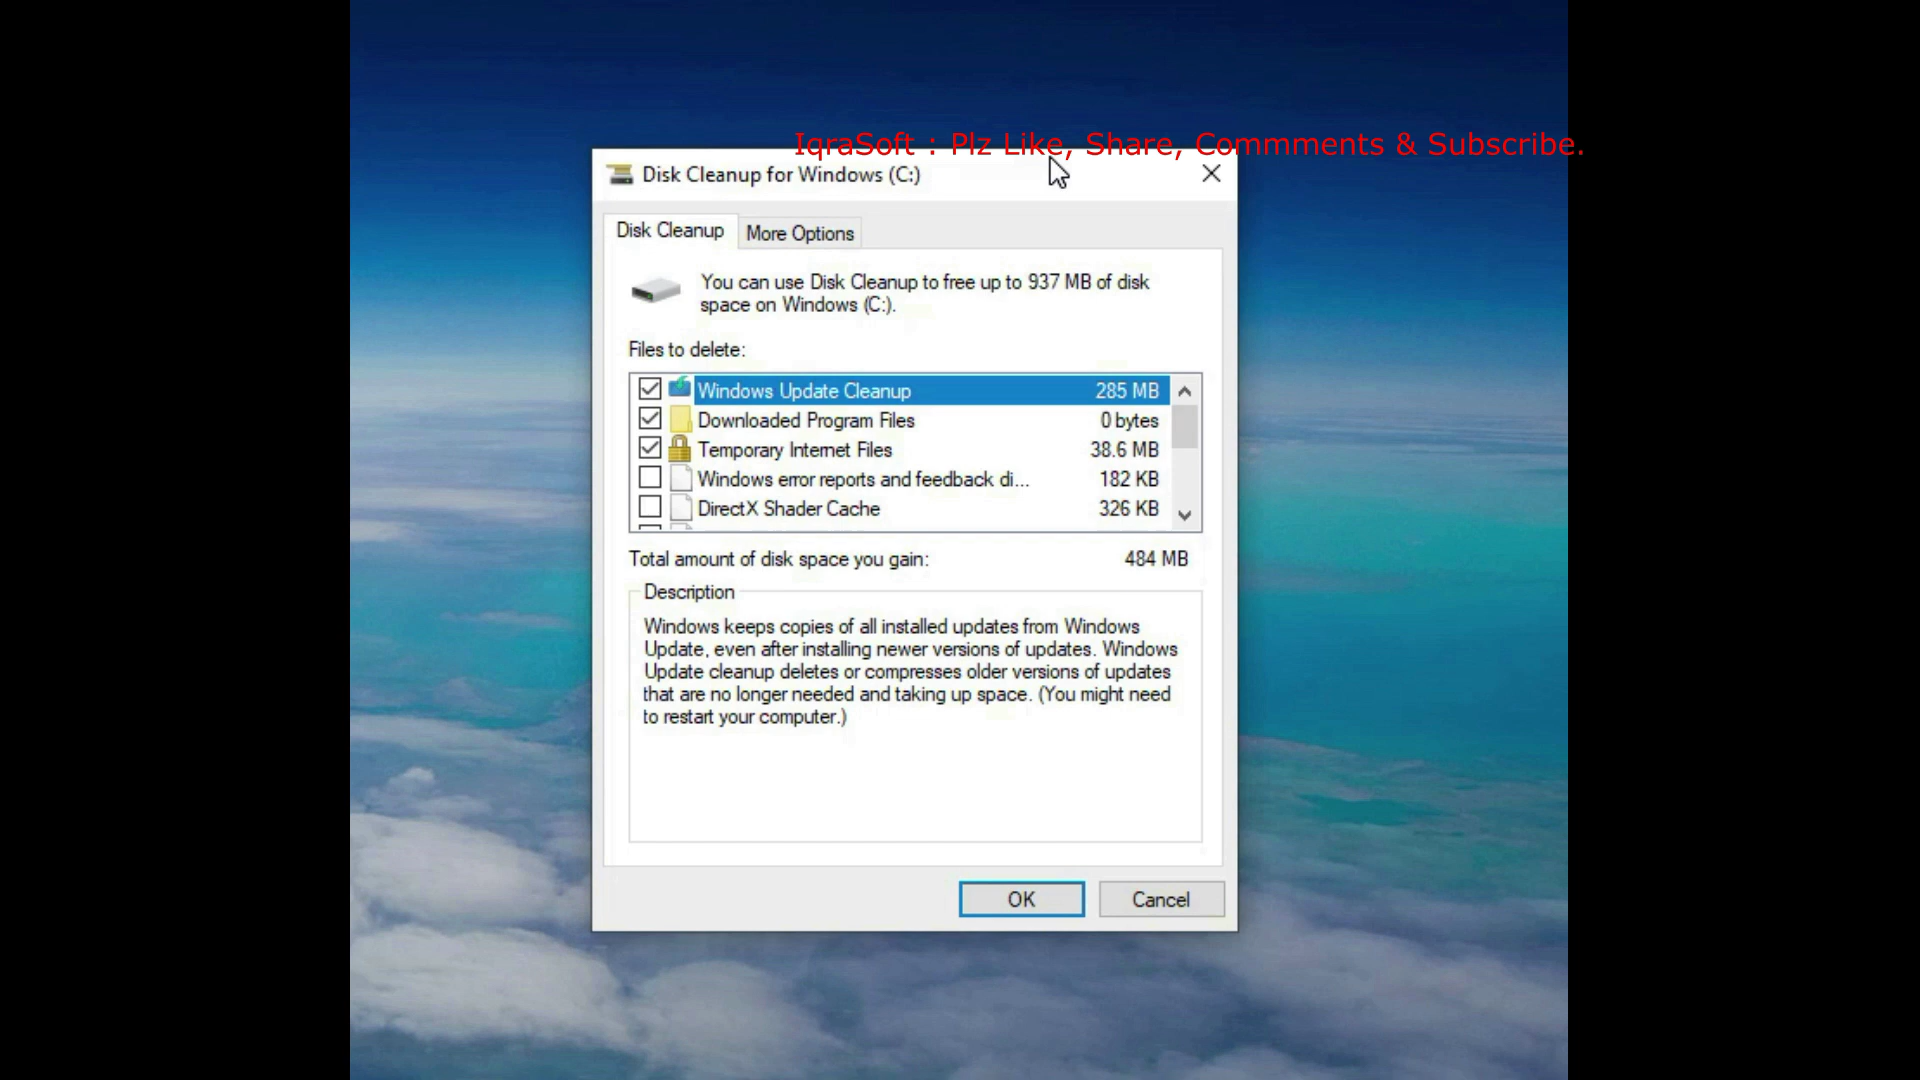 IqraSoft : Plz Like, Share, Commments & Subscribe.
Disk Cleanup for Windows (C:)
Disk Cleanup
More Options
You can use Disk Cleanup to free up to 937 MB of disk
space on Windows (C:).
Files to delete:
Windows Update Cleanup 285 MB
Downloaded Program Files 0 bytes
Temporary Internet Files 38.6 MB
Windows error reports and feedback di... 182 KB
DirectX Shader Cache 326 KB
Total amount of disk space you gain: 484 MB
Description
Windows keeps copies of all installed updates from Windows
Update, even after installing newer versions of updates. Windows
Update cleanup deletes or compresses older versions of updates
that are no longer needed and taking up space. (You might need
to restart your computer.)
OK
Cancel